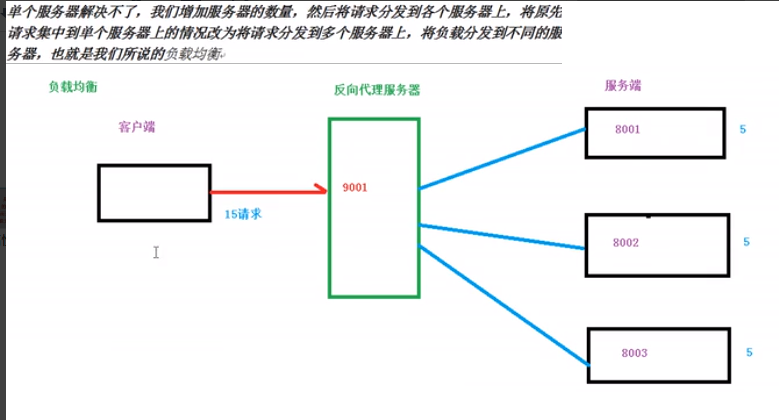 单个服务器解决不了，我们增加服务器的数量，然后将请求分发到各个服务器上，将原先
请求集中到单个服务器上的情况改为将请求分发到多个服务器上，将负载分发到不同的服
务器，也就是我们所说的负载均衡
负载均衡
反向代理服务器
服务端
客户端
8001
5
9001
15请求
8002
5
8003
5